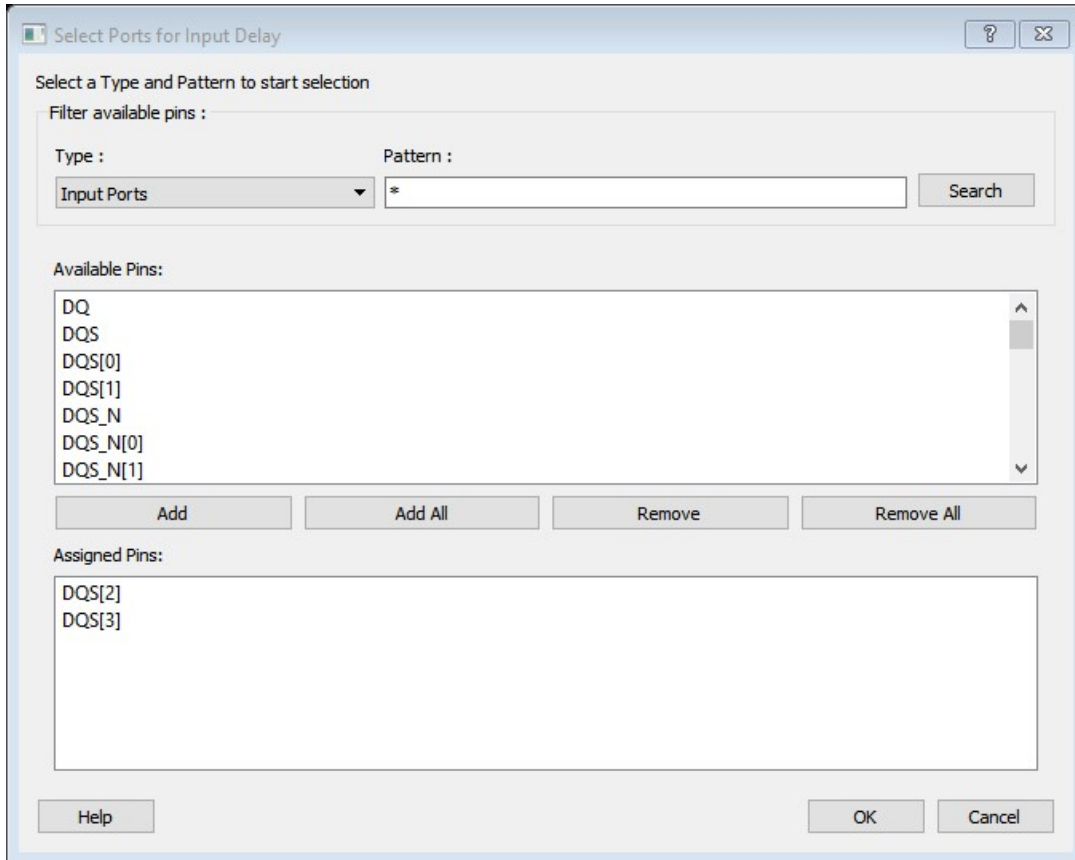 Select Ports for Input Delay
Select a Type and Pattern to start selection
Filter available pins :
Type : Pattern :
Input Ports * Search
Available Pins:
DQ
DQS
DQS[0]
DQS[1]
DQS_N
DQS_N[0]
DQS_N[1]
Add Add All Remove Remove All
Assigned Pins:
DQS[2]
DQS[3]
Help OK Cancel